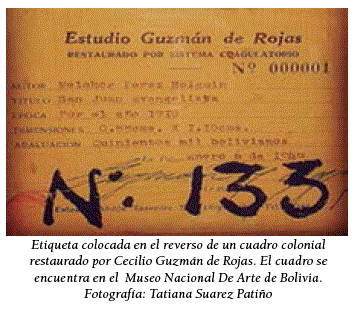 Estudio Guzmán de Rojas
RESTAURADO POR SISTEMA COAGULATORIO
Nº 000001
AUTOR Melchor Perez Holguin
TITULO San Juan Evangelista
EPOCA Por el año 1710
DIMENSIONES X
Quinientos mil bolivianos
enero
Nº. 133
Etiqueta colocada en el reverso de un cuadro colonial
restaurado por Cecilio Guzmán de Rojas. El cuadro se
encuentra en el Museo Nacional De Arte de Bolivia.
Fotografía: Tatiana Suarez Patiño